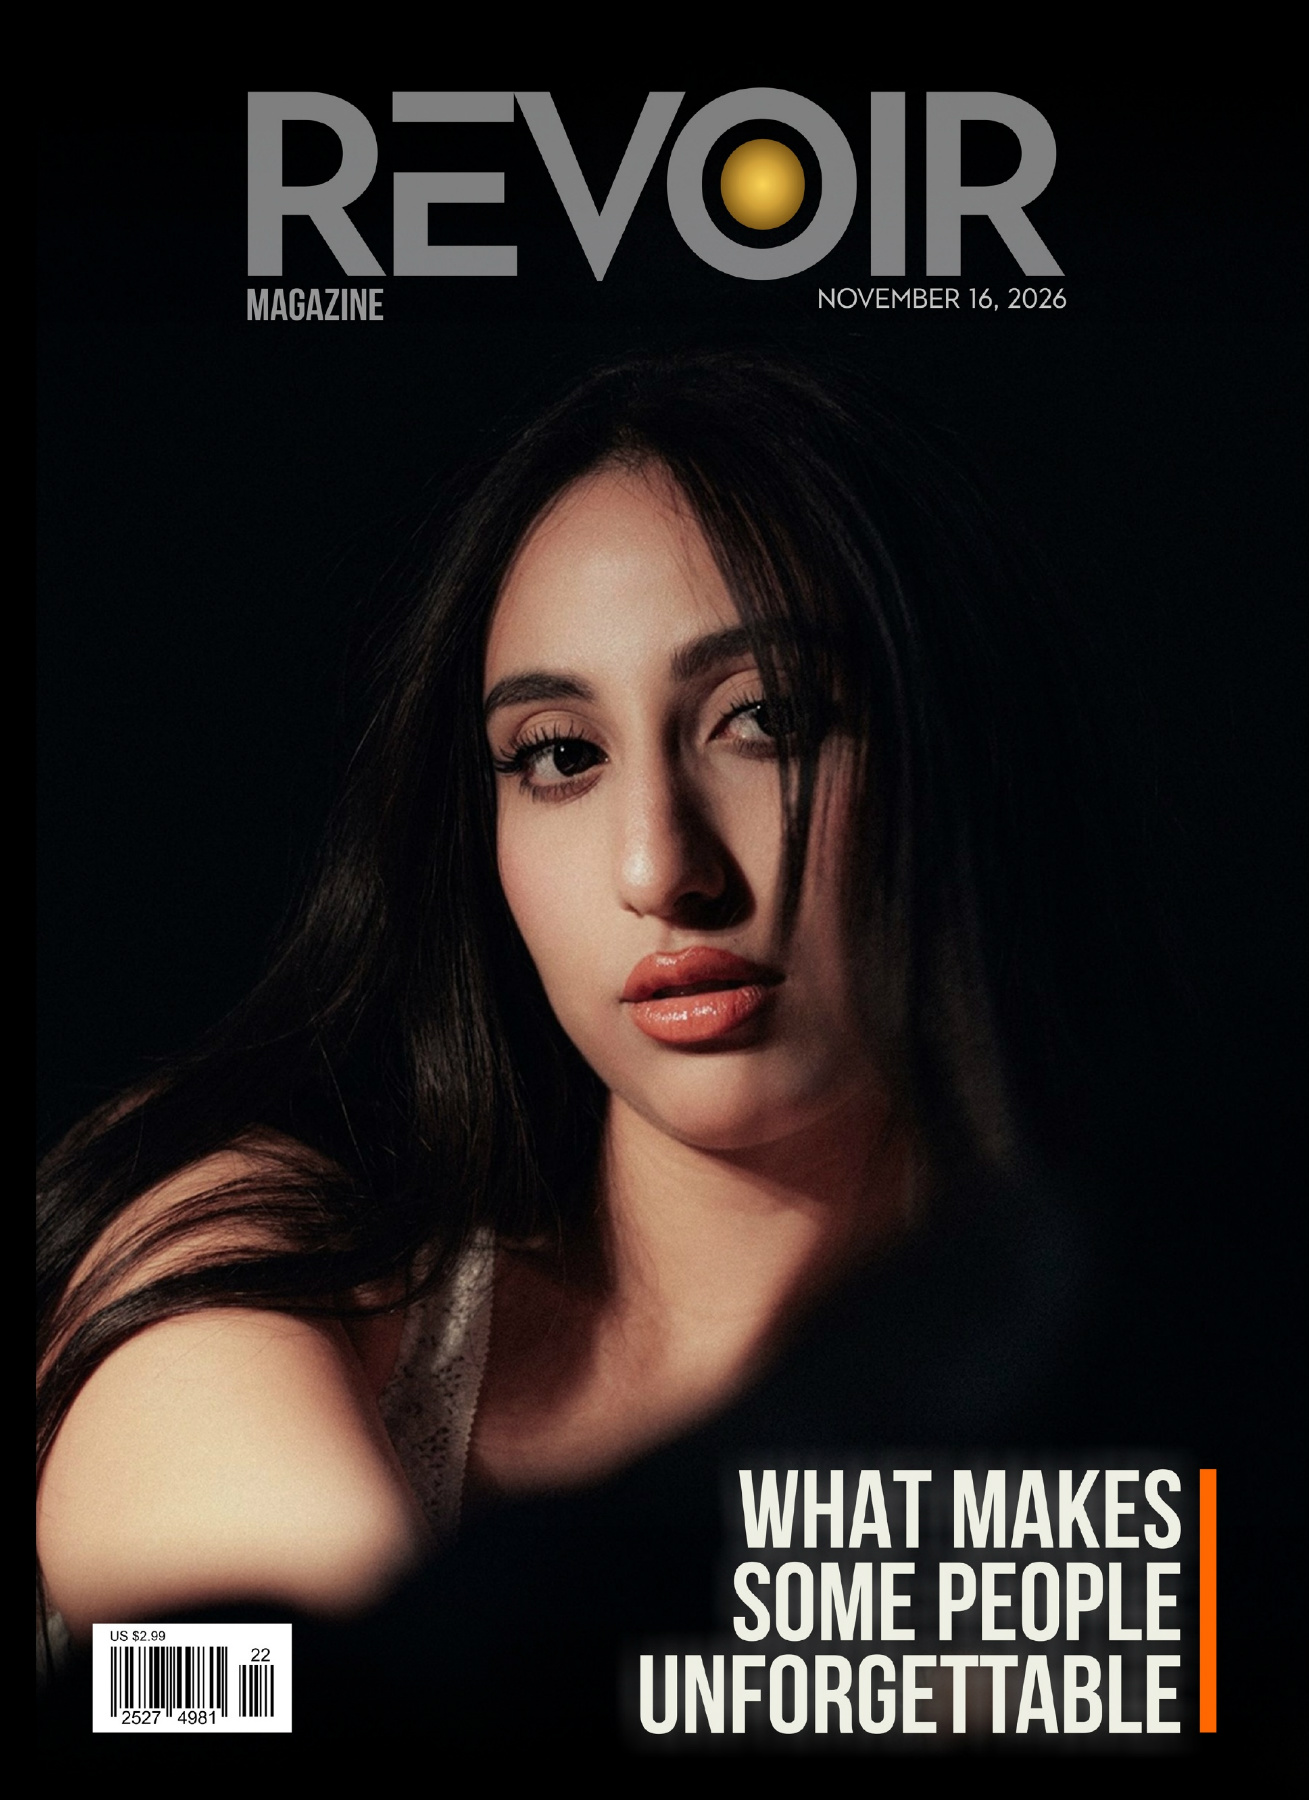 REVOIR
MAGAZINE
NOVEMBER 16, 2026
WHAT MAKES
SOME PEOPLE
UNFORGETTABLE
US $2.99
22
2527 4981